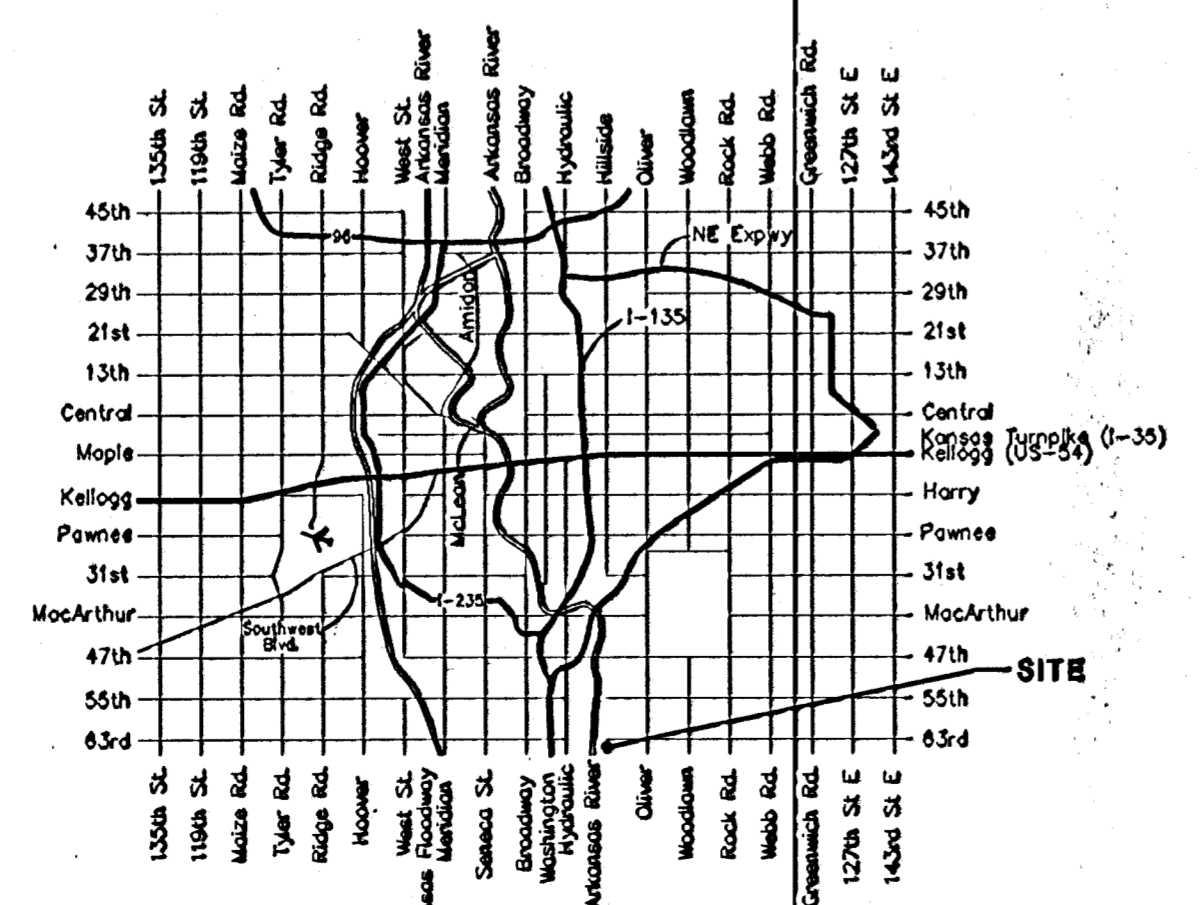 135th St.
119th St.
Maize Rd.
Tyler Rd.
Ridge Rd.
Hoover
West St.
Arkansas River
Meridian
Arkansas River
Broadway
Hydraulic
Hillside
Oliver
Woodlawn
Rock Rd.
Webb Rd.
Greenwich Rd.
127th St E
143rd St E
45th
45th
96
NE Expwy
37th
37th
29th
29th
Amidon
I-135
21st
21st
13th
13th
Central
Central
Kansas Turnpike (I-35)
Maple
Kellogg (US-54)
Kellogg
McLean
Harry
Pawnee
Pawnee
31st
31st
I-235
MacArthur
MacArthur
Southwest
Blvd.
47th
47th
SITE
55th
55th
63rd
63rd
135th St.
119th St.
Maize Rd.
Tyler Rd.
Ridge Rd.
Hoover
West St.
sas Floodway
Meridian
Seneca St.
Broadway
Washington
Hydraulic
Arkansas River
Oliver
Woodlawn
Rock Rd.
Webb Rd.
Greenwich Rd.
127th St E
143rd St E